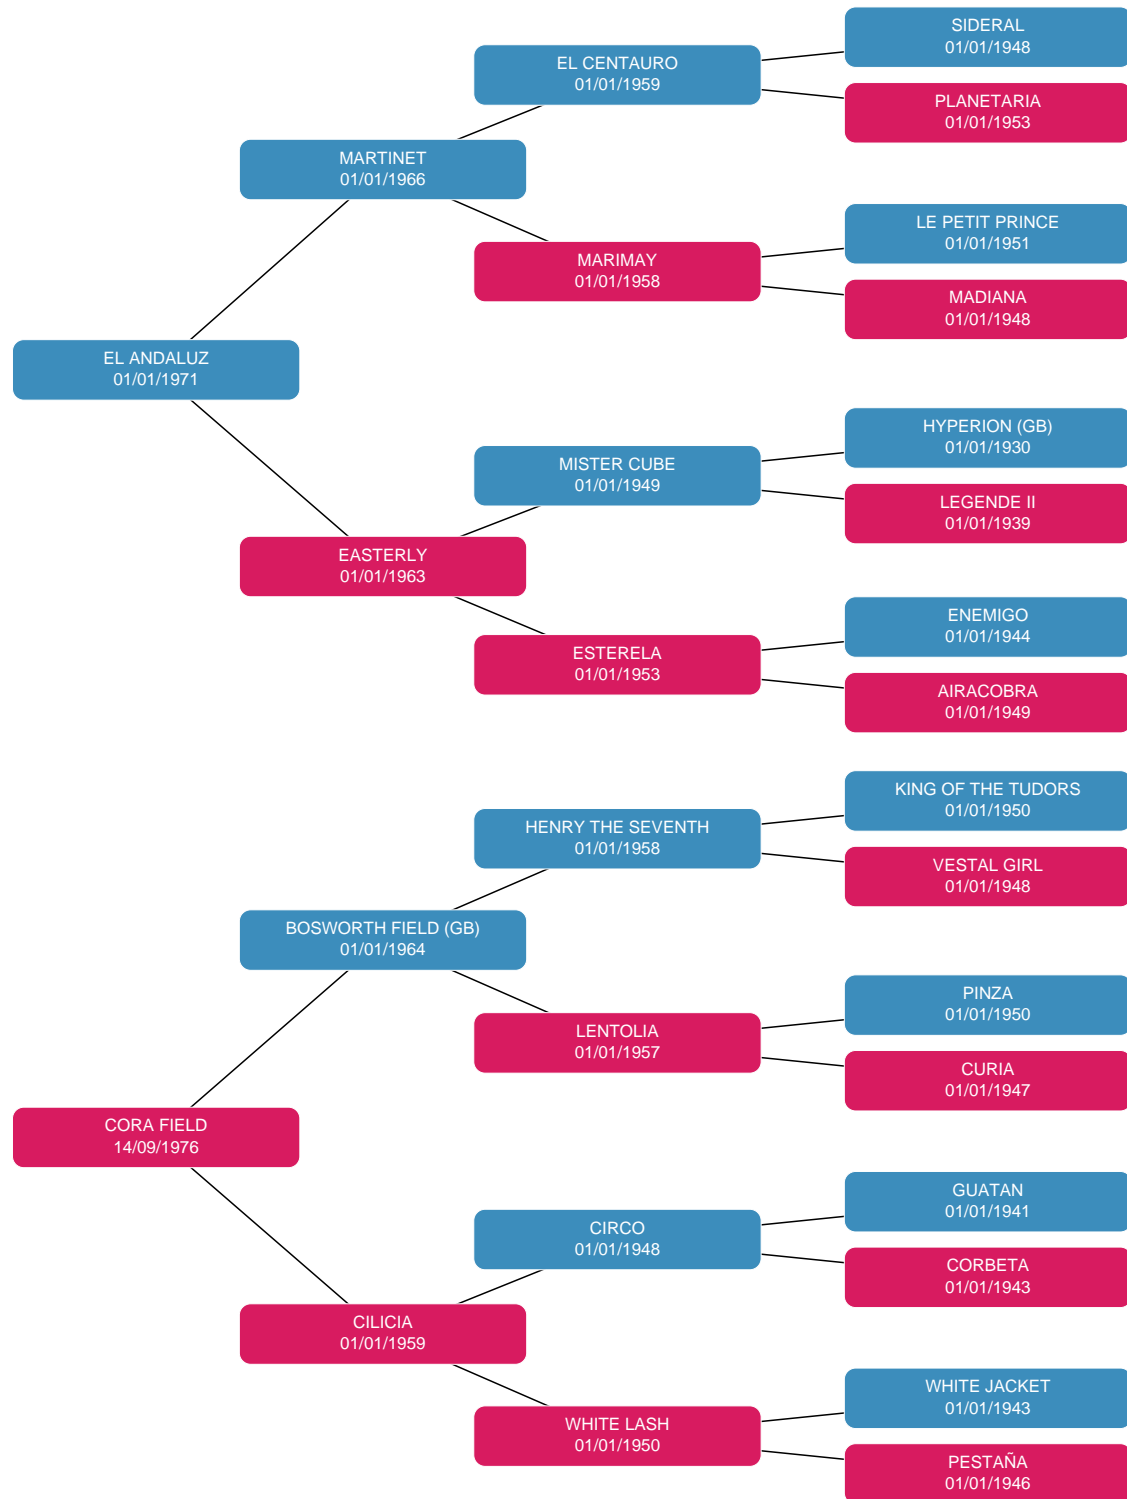 SIDERAL
01/01/1948
EL CENTAURO
01/01/1959
PLANETARIA
01/01/1953
MARTINET
01/01/1966
LE PETIT PRINCE
01/01/1951
MARIMAY
01/01/1958
MADIANA
01/01/1948
EL ANDALUZ
01/01/1971
HYPERION (GB)
01/01/1930
MISTER CUBE
01/01/1949
LEGENDE II
01/01/1939
EASTERLY
01/01/1963
ENEMIGO
01/01/1944
ESTERELA
01/01/1953
AIRACOBRA
01/01/1949
KING OF THE TUDORS
01/01/1950
HENRY THE SEVENTH
01/01/1958
VESTAL GIRL
01/01/1948
BOSWORTH FIELD (GB)
01/01/1964
PINZA
01/01/1950
LENTOLIA
01/01/1957
CURIA
01/01/1947
CORA FIELD
14/09/1976
GUATAN
01/01/1941
CIRCO
01/01/1948
CORBETA
01/01/1943
CILICIA
01/01/1959
WHITE JACKET
01/01/1943
WHITE LASH
01/01/1950
PESTAÑA
01/01/1946